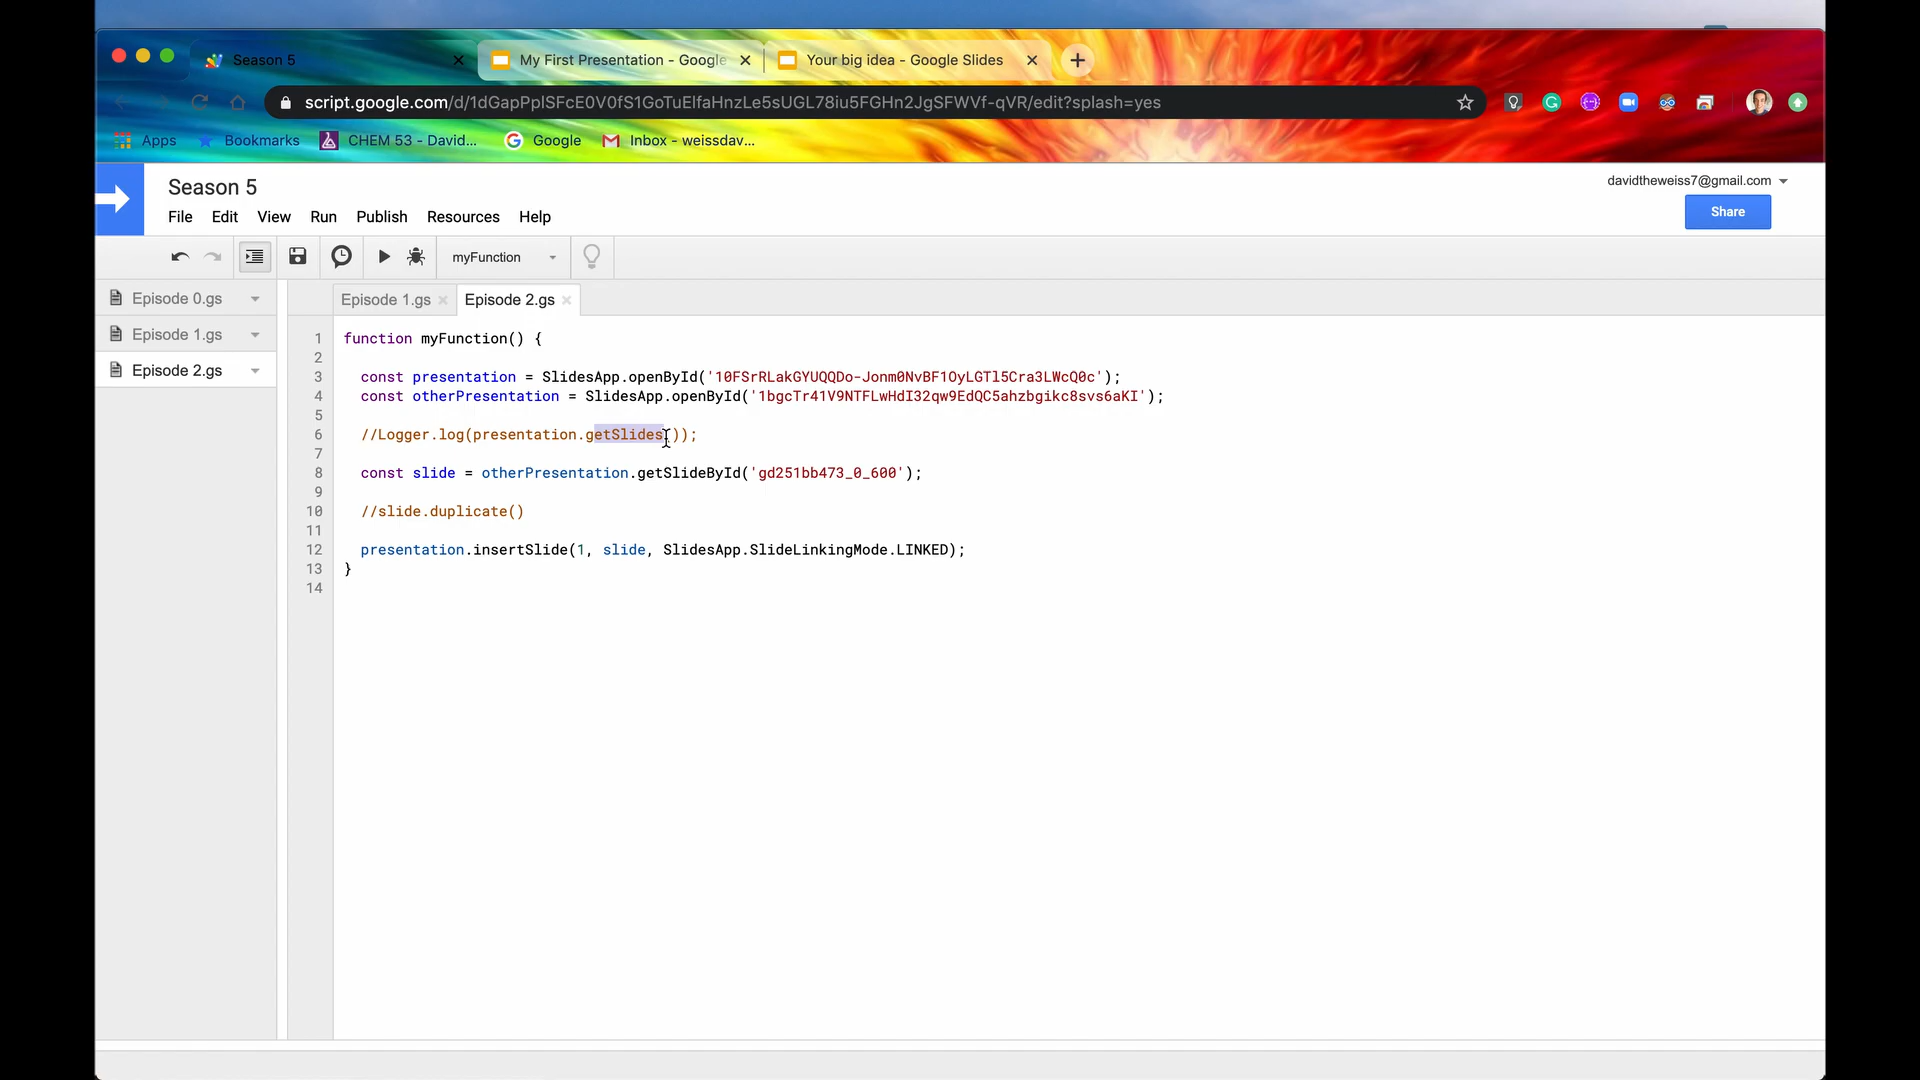 Season 5
My First Presentation - Google
Your big idea - Google Slides
script.google.com/d/1dGapPplSFcE0V0fS1GoTuElfaHnzLe5sUGL78iu5FGHn2JgSFWVf-qVR/edit?splash=yes
Apps
Bookmarks
CHEM 53 - David...
Google
Inbox - weissdav...
Season 5
davidtheweiss7@gmail.com
File Edit View Run Publish Resources Help
Share
myFunction
Episode 0.gs
Episode 1.gs
Episode 2.gs
Episode 1.gs
Episode 2.gs
1 function myFunction() {
2
3 const presentation = SlidesApp.openById('10FSrRLakGYUQQDo-Jonm0NvBF1OyLGTl5Cra3LWcQ0c');
4 const otherPresentation = SlidesApp.openById('1bgcTr41V9NTFLwHdI32qw9EdQC5ahzbgikc8svs6aKI');
5
6 //Logger.log(presentation.getSlides());
7
8 const slide = otherPresentation.getSlideById('gd251bb473_0_600');
9
10 //slide.duplicate()
11
12 presentation.insertSlide(1, slide, SlidesApp.SlideLinkingMode.LINKED);
13 }
14